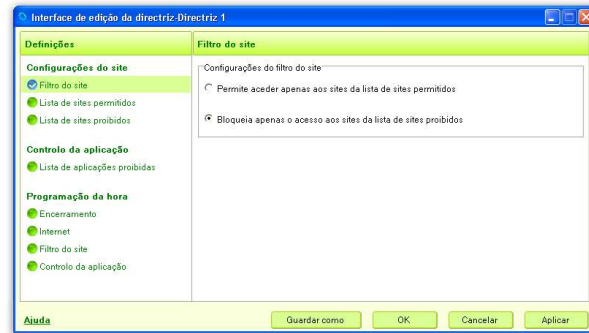 Interface de edição da directriz-Directriz 1
Definições
Configurações do site
Filtro do site
Lista de sites permitidos
Lista de sites proibidos
Controlo da aplicação
Lista de aplicações proibidas
Programação da hora
Encerramento
Internet
Filtro do site
Controlo da aplicação
Filtro do site
Configurações do filtro do site
Permite aceder apenas aos sites da lista de sites permitidos
Bloqueia apenas o acesso aos sites da lista de sites proibidos
Ajuda
Guardar como
OK
Cancelar
Aplicar